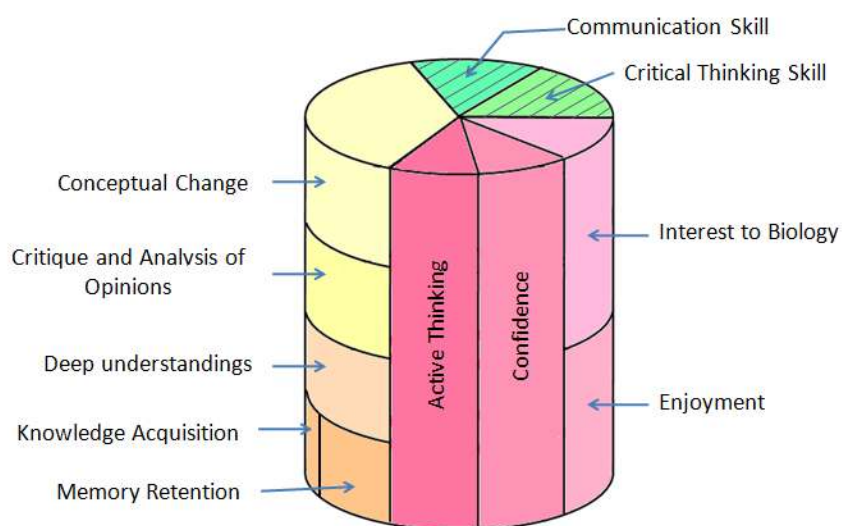 Communication Skill
Critical Thinking Skill
Conceptual Change
Interest to Biology
Critique and Analysis of
Opinions
Active Thinking
Confidence
Deep understandings
Enjoyment
Knowledge Acquisition
Memory Retention